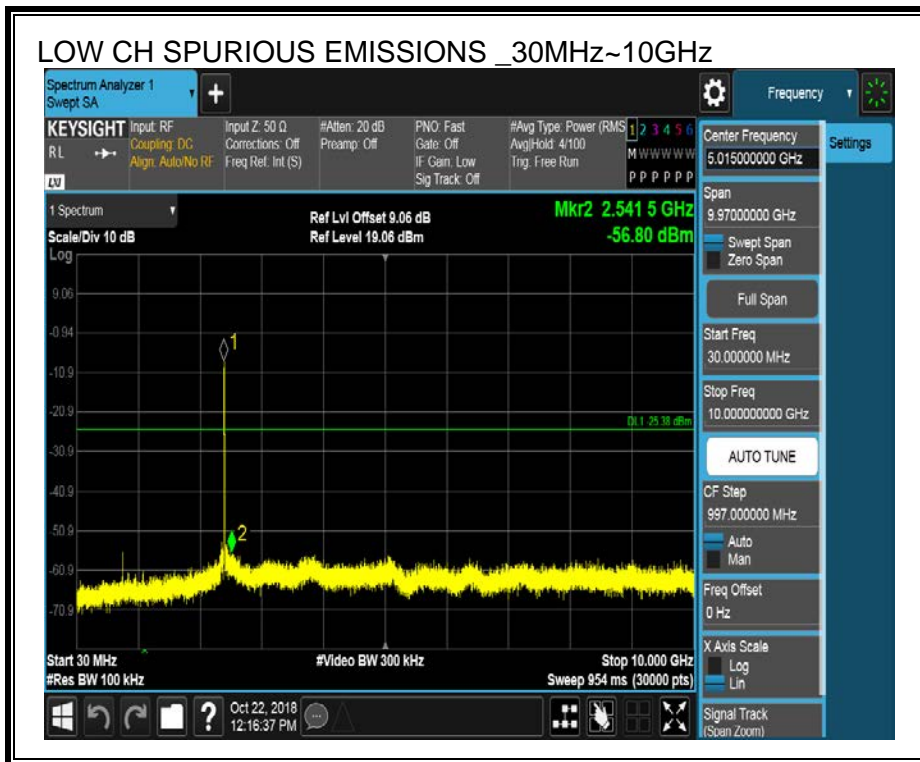 LOW CH SPURIOUS EMISSIONS _30MHz~10GHz
Spectrum Analyzer 1
Swept SA
+
Frequency
KEYSIGHT
RL
LXI
Input: RF
Coupling: DC
Align: Auto/No RF
Input Z: 50 Ω
Corrections: Off
Freq Ref: Int (S)
#Atten: 20 dB
Preamp: Off
PNO: Fast
Gate: Off
IF Gain: Low
Sig Track: Off
#Avg Type: Power (RMS
Avg|Hold: 4/100
Trig: Free Run
1 2 3 4 5 6
M W W W W W
P P P P P P
Settings
1 Spectrum
Scale/Div 10 dB
Log
Ref Lvl Offset 9.06 dB
Ref Level 19.06 dBm
Mkr2 2.541 5 GHz
-56.80 dBm
9.06
-0.94
-10.9
-20.9
-30.9
-40.9
-50.9
-60.9
-70.9
1
2
DL1 -25.38 dBm
Start 30 MHz
#Res BW 100 kHz
#Video BW 300 kHz
Stop 10.000 GHz
Sweep 954 ms (30000 pts)
Center Frequency
5.015000000 GHz
Span
9.97000000 GHz
Swept Span
Zero Span
Full Span
Start Freq
30.000000 MHz
Stop Freq
10.000000000 GHz
AUTO TUNE
CF Step
997.000000 MHz
Auto
Man
Freq Offset
0 Hz
X Axis Scale
Log
Lin
Signal Track
(Span Zoom)
?
Oct 22, 2018
12:16:37 PM